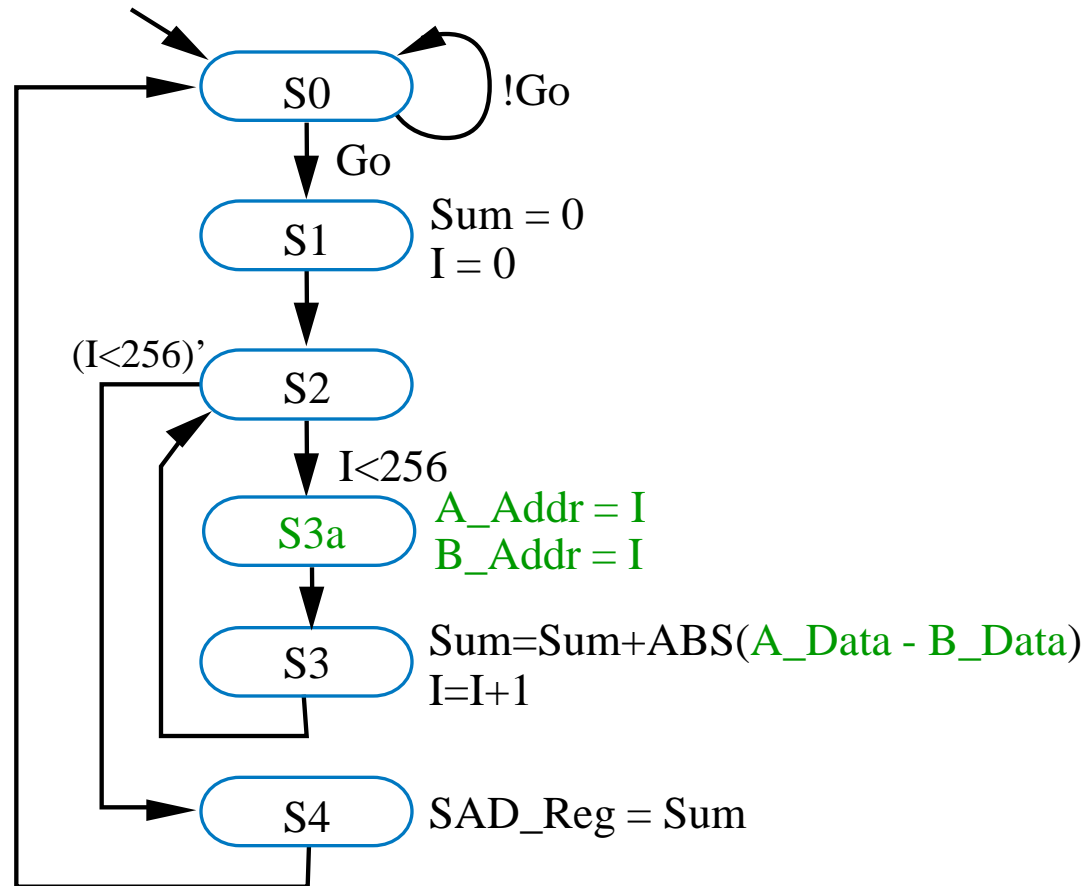 S0
!Go
Go
S1
Sum = 0
I = 0
(I<256)’
S2
I<256
S3a
A_Addr = I
B_Addr = I
S3
Sum=Sum+ABS(A_Data - B_Data)
I=I+1
S4
SAD_Reg = Sum